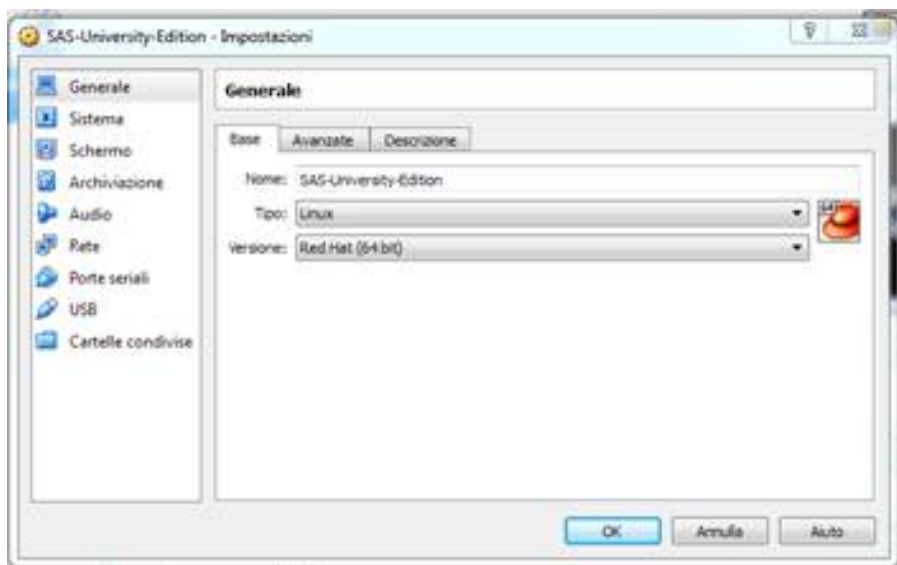 SAS-University-Edition - Impostazioni
Generale
Sistema
Schermo
Archiviazione
Audio
Rete
Porte seriali
USB
Cartelle condivise
Generale
Base Avanzate Descrizione
Nome: SAS-University-Edition
Tipo: Linux
Versione: Red Hat (64 bit)
64
OK Annulla Aiuto